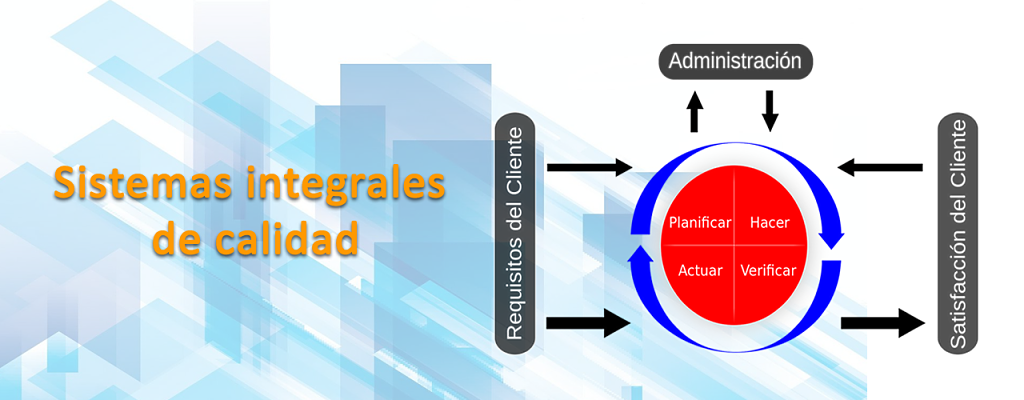 Sistemas integrales
de calidad
Administración
Requisitos del Cliente
Planificar
Hacer
Actuar
Verificar
Satisfacción del Cliente